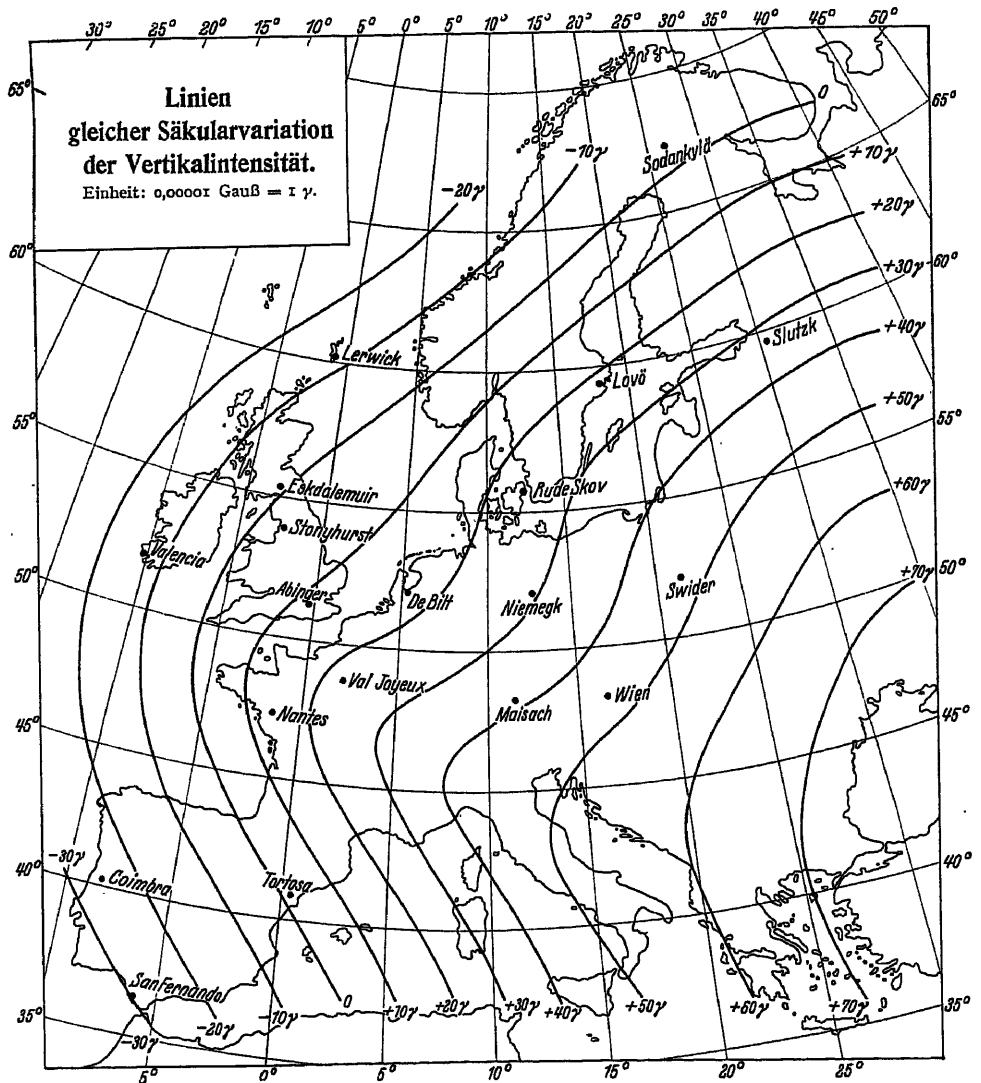 30° 25° 20° 15° 10° 5° 0° 5° 10° 15° 20° 25° 30° 35° 40° 45° 50°
65°
Linien
gleicher Säkularvariation
der Vertikalintensität.
Einheit: 0,00001 Gauß = 1 γ.
0
65°
Sodankylä
-10γ
+10γ
-20γ
+20γ
60°
60°
+30γ
Slutzk
+40γ
Lerwick
Lovö
+50γ
55°
55°
+60γ
Eskdalemuir
Rude Skov
Stonyhurst
Valencia
+70γ
50°
50°
Abinger
De Bilt
Niemegk
Swider
Val Joyeux
Nantes
Maisach
Wien
45°
45°
-30γ
40°
40°
Coimbra
Tortosa
San Fernando
35°
35°
-30γ
-20γ
-10γ
0
+10γ
+20γ
+30γ
+40γ
+50γ
+60γ
+70γ
5° 0° 5° 10° 15° 20° 25°